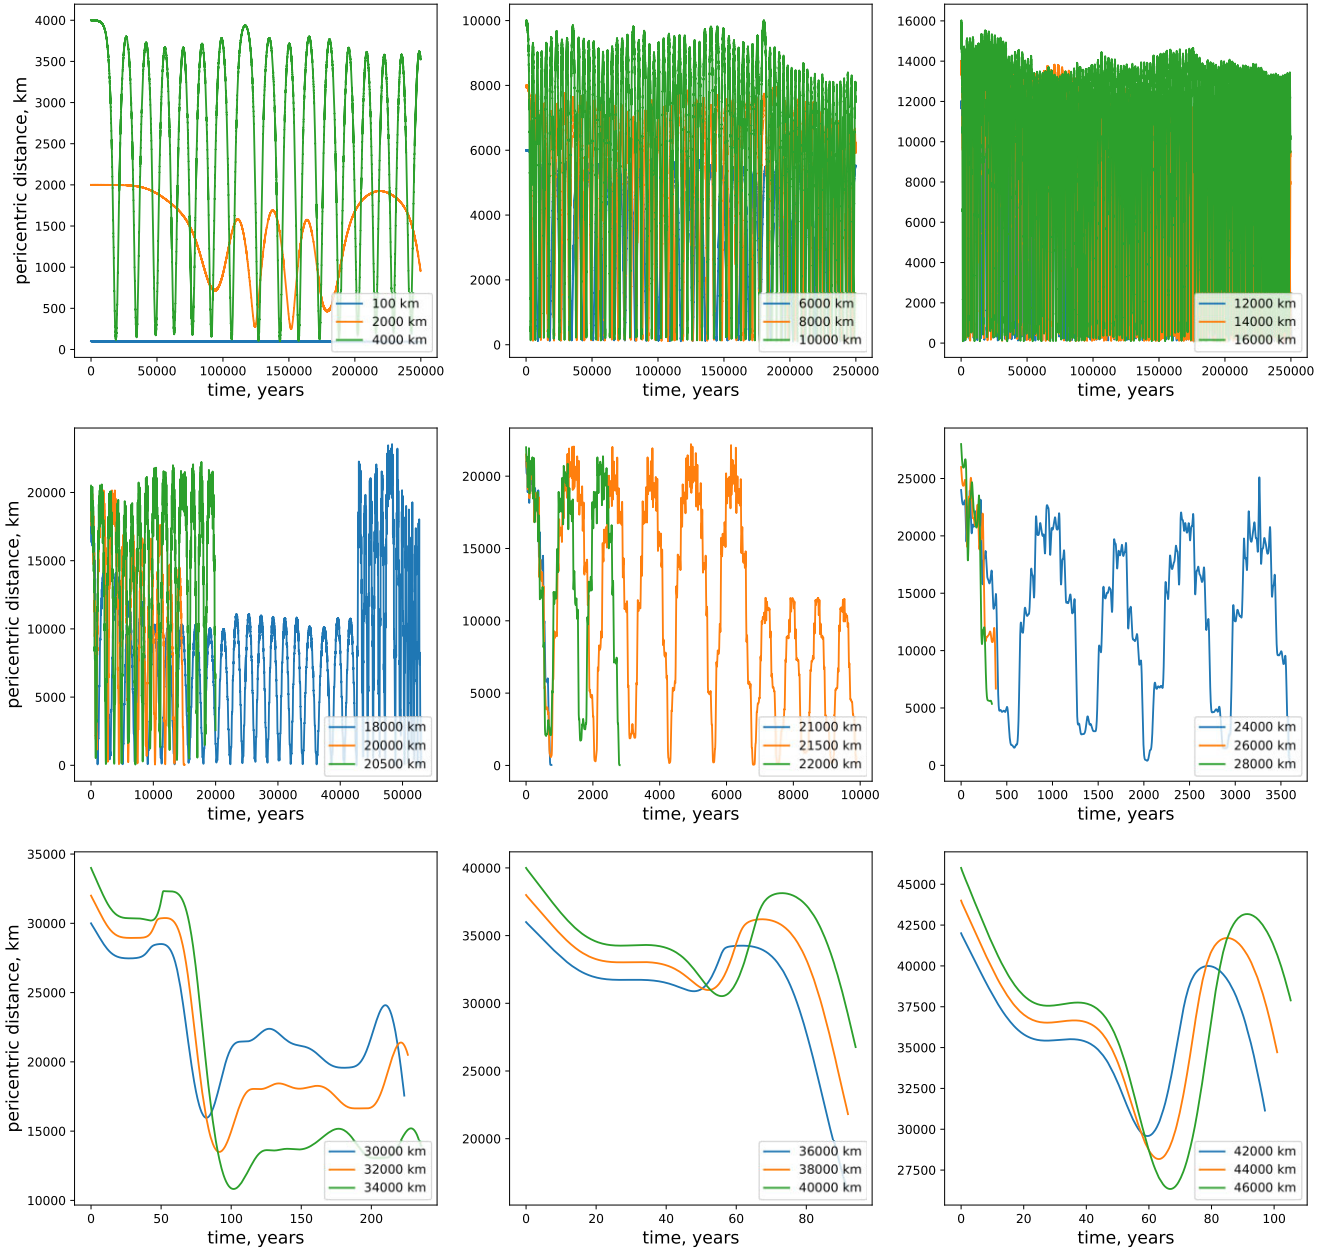 pericentric distance, km
4000
3500
3000
2500
2000
1500
1000
500
0
0 50000 100000 150000 200000 250000
time, years
100 km
2000 km
4000 km
10000
8000
6000
4000
2000
0
0 50000 100000 150000 200000 250000
time, years
6000 km
8000 km
10000 km
16000
14000
12000
10000
8000
6000
4000
2000
0
0 50000 100000 150000 200000 250000
time, years
12000 km
14000 km
16000 km
pericentric distance, km
20000
15000
10000
5000
0
0 10000 20000 30000 40000 50000
time, years
18000 km
20000 km
20500 km
20000
15000
10000
5000
0
0 2000 4000 6000 8000 10000
time, years
21000 km
21500 km
22000 km
25000
20000
15000
10000
5000
0
0 500 1000 1500 2000 2500 3000 3500
time, years
24000 km
26000 km
28000 km
pericentric distance, km
35000
30000
25000
20000
15000
10000
0 50 100 150 200
time, years
30000 km
32000 km
34000 km
40000
35000
30000
25000
20000
0 20 40 60 80
time, years
36000 km
38000 km
40000 km
45000
42500
40000
37500
35000
32500
30000
27500
0 20 40 60 80 100
time, years
42000 km
44000 km
46000 km